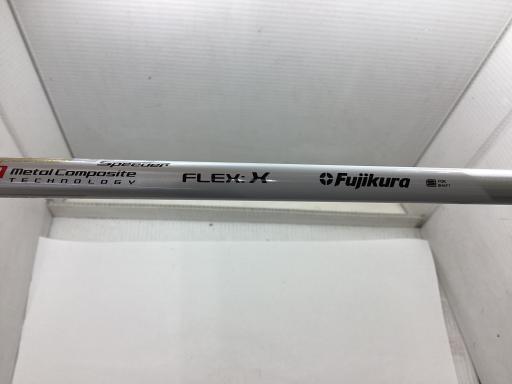 Speeder
Metal Composite
TECHNOLOGY
FLEX: X
Fujikura